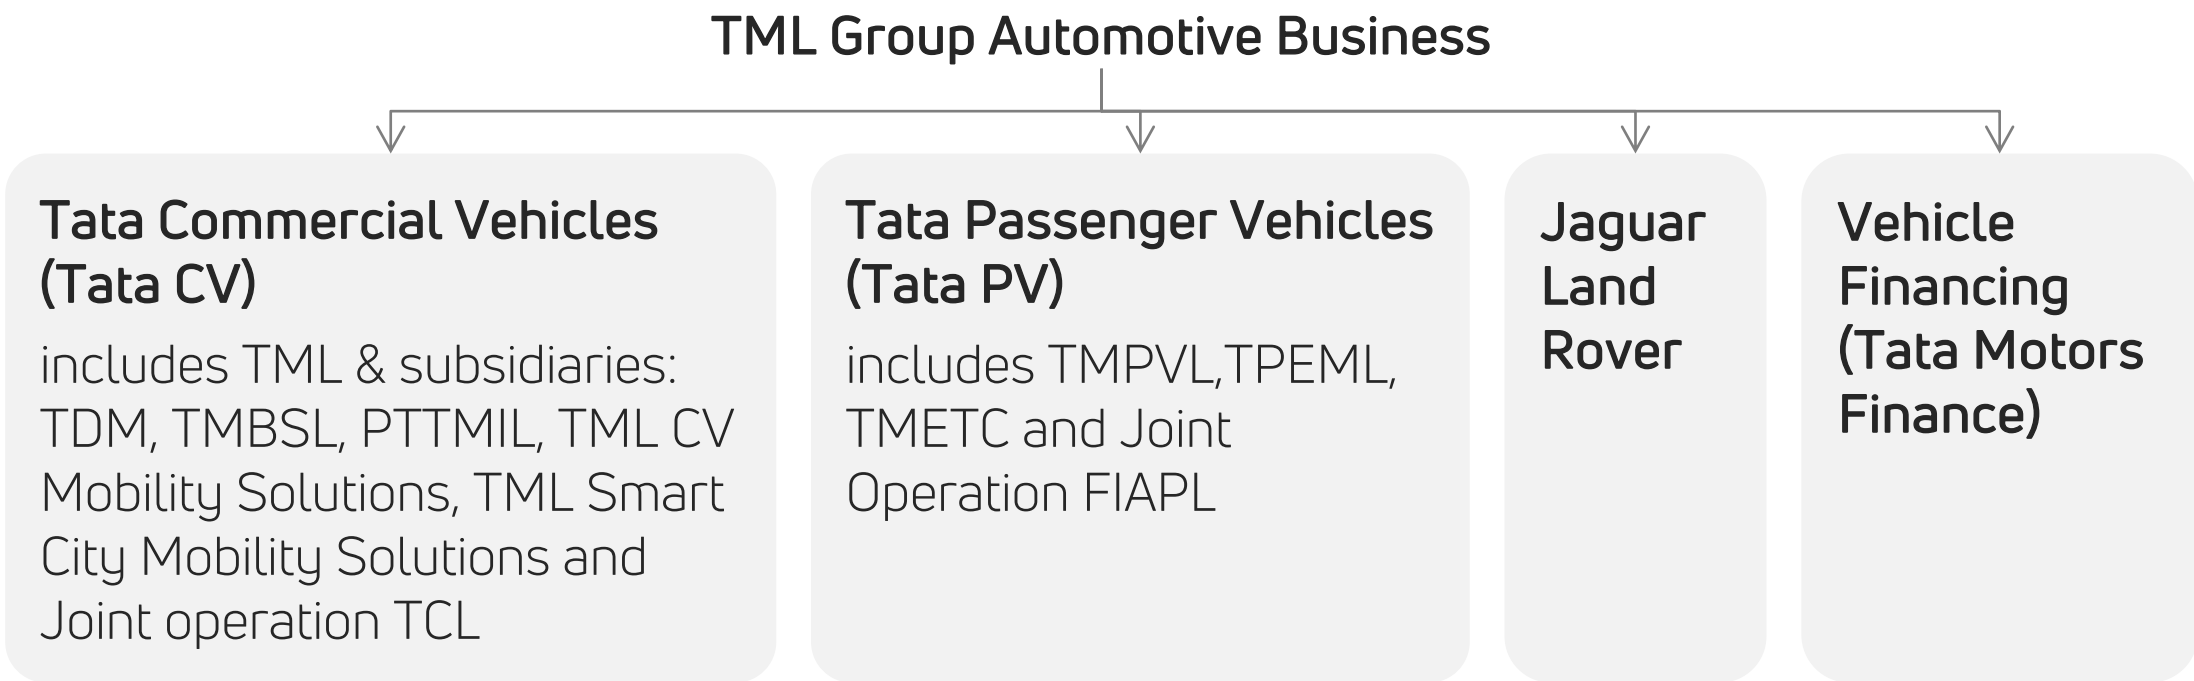 TML Group Automotive Business
Tata Commercial Vehicles
(Tata CV)
includes TML & subsidiaries:
TDM, TMBSL, PTTMIL, TML CV
Mobility Solutions, TML Smart
City Mobility Solutions and
Joint operation TCL
Tata Passenger Vehicles
(Tata PV)
includes TMPVL,TPEML,
TMETC and Joint
Operation FIAPL
Jaguar
Land
Rover
Vehicle
Financing
(Tata Motors
Finance)